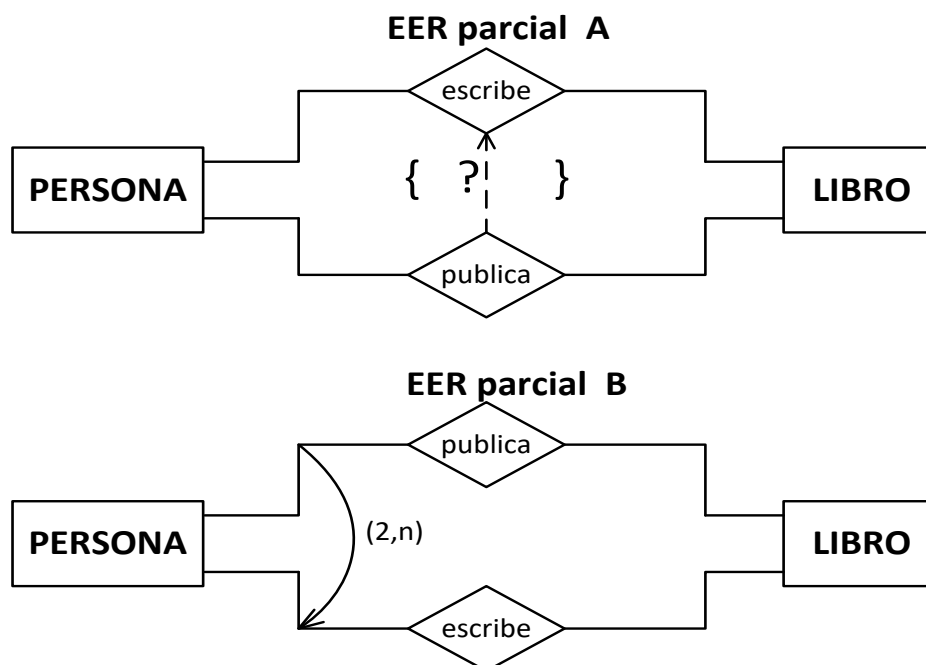 EER parcial A
escribe
PERSONA
{ ? }
LIBRO
publica
EER parcial B
publica
PERSONA
(2,n)
LIBRO
escribe